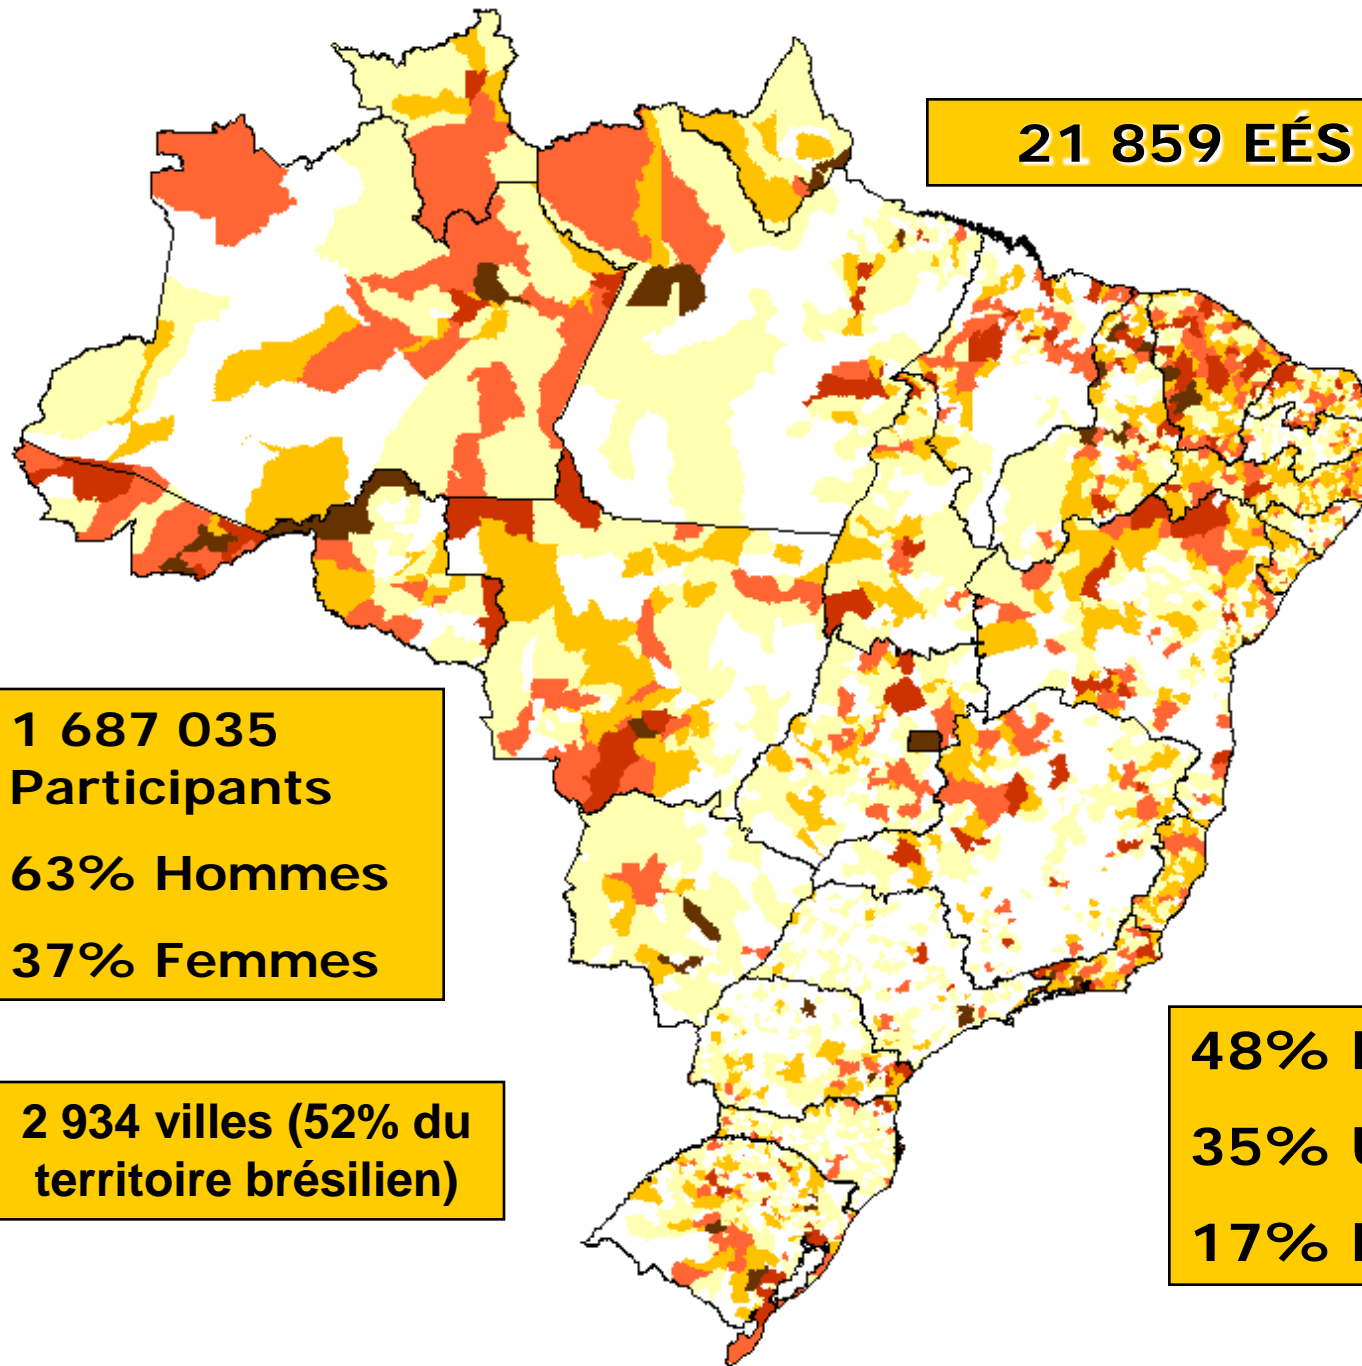 21 859 EÉS
1 687 035
Participants
63% Hommes
37% Femmes
2 934 villes (52% du
territoire brésilien)
48%
35%
17%